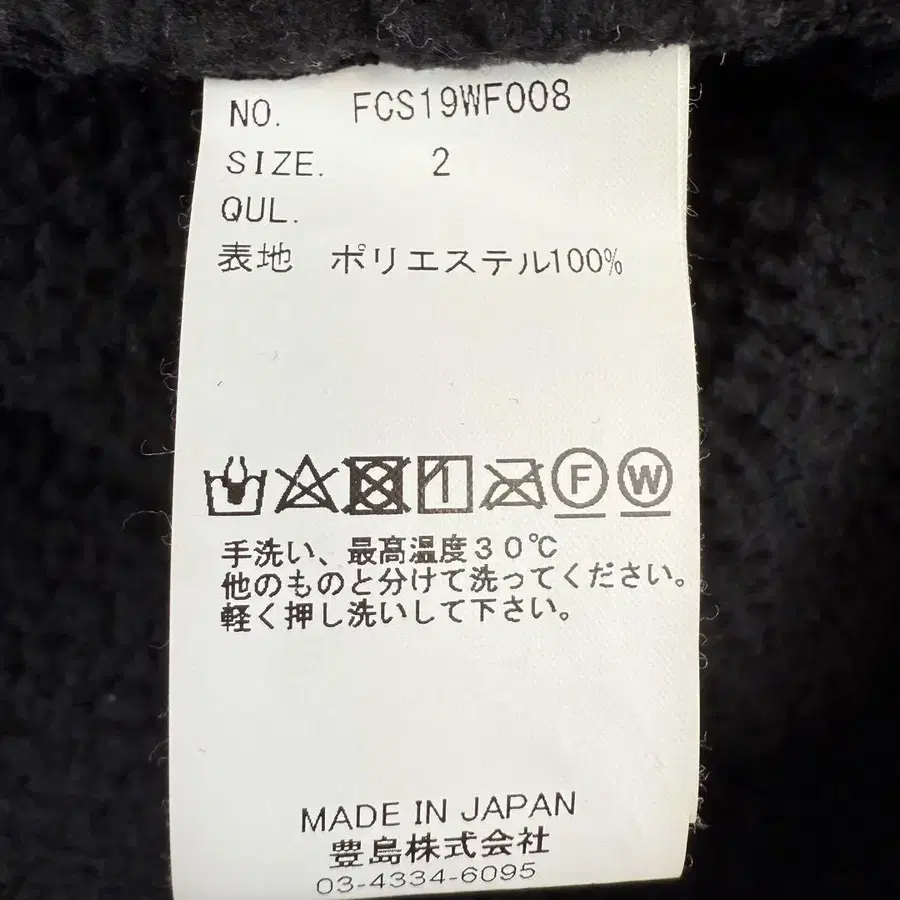 NO. FCS19WF008
SIZE. 2
QUL.
表地 ポリエステル100%
F W
手洗い、最高温度30℃
他のものと分けて洗ってください。
軽く押し洗いして下さい。
MADE IN JAPAN
豊島株式会社
03-4334-6095